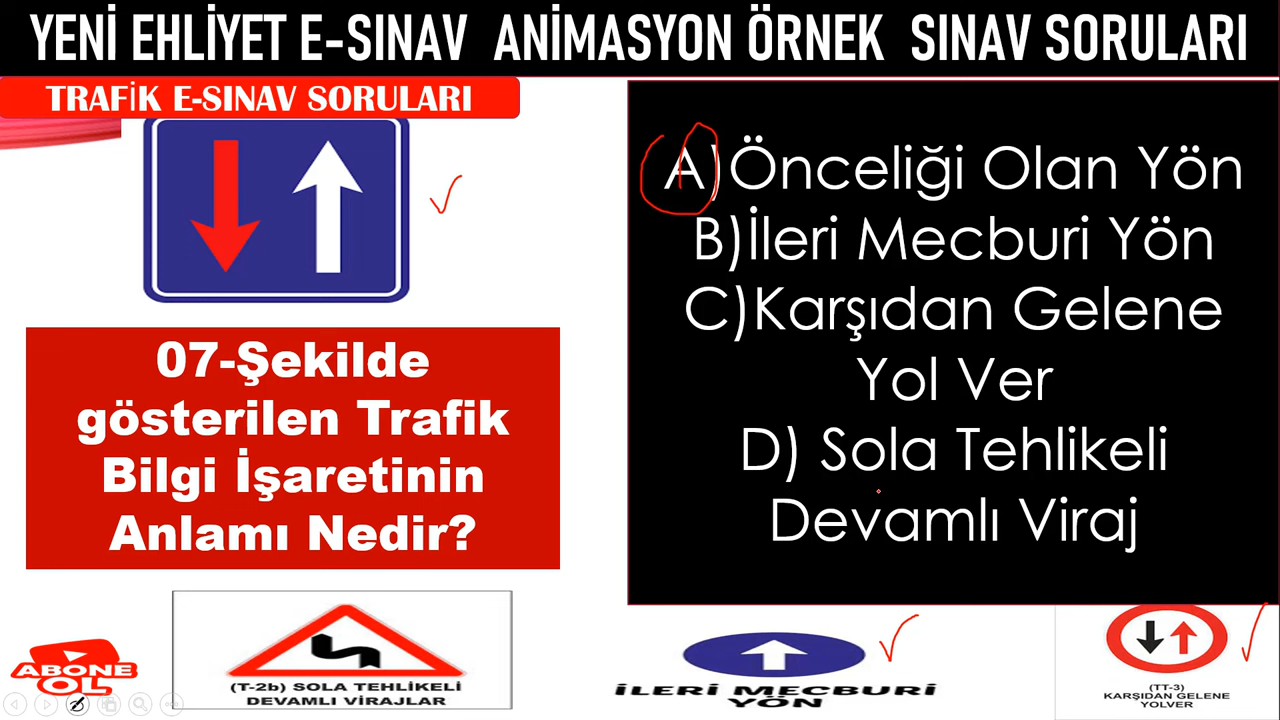 YENİ EHLİYET E-SINAV ANİMASYON ÖRNEK SINAV SORULARI
TRAFİK E-SINAV SORULARI
07-Şekilde
gösterilen Trafik
Bilgi İşaretinin
Anlamı Nedir?
A)Önceliği Olan Yön
B)İleri Mecburi Yön
C)Karşıdan Gelene
Yol Ver
D) Sola Tehlikeli
Devamlı Viraj
ABONE
OL
(T-2b) SOLA TEHLİKELİ
DEVAMLI VİRAJLAR
İLERİ MECBURİ
YÖN
(TT-3)
KARŞIDAN GELENE
YOLVER